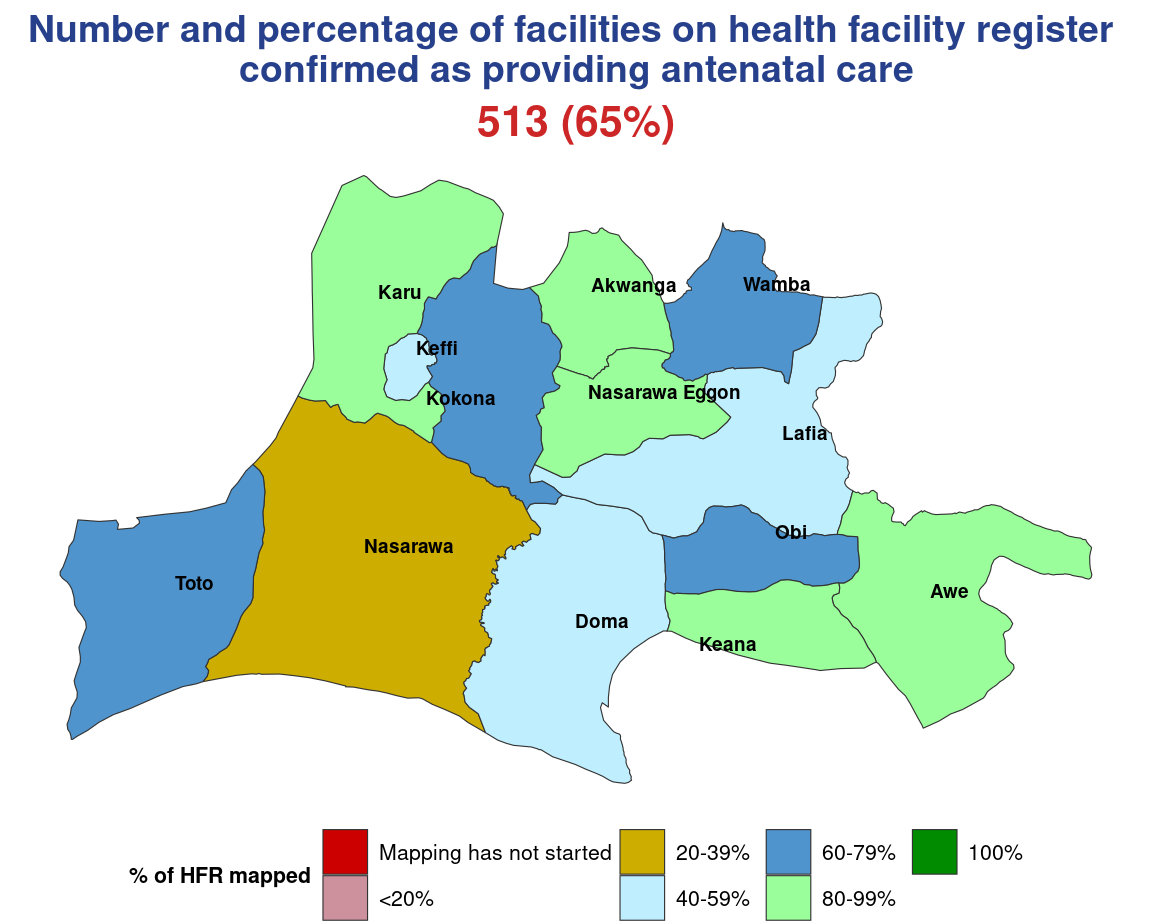 Number and percentage of facilities on health facility register
confirmed as providing antenatal care
513 (65%)
Karu
Akwanga
Wamba
Keffi
Kokona
Nasarawa Eggon
Lafia
Obi
Nasarawa
Toto
Awe
Doma
Keana
% of HFR mapped
Mapping has not started
<20%
20-39%
40-59%
60-79%
80-99%
100%